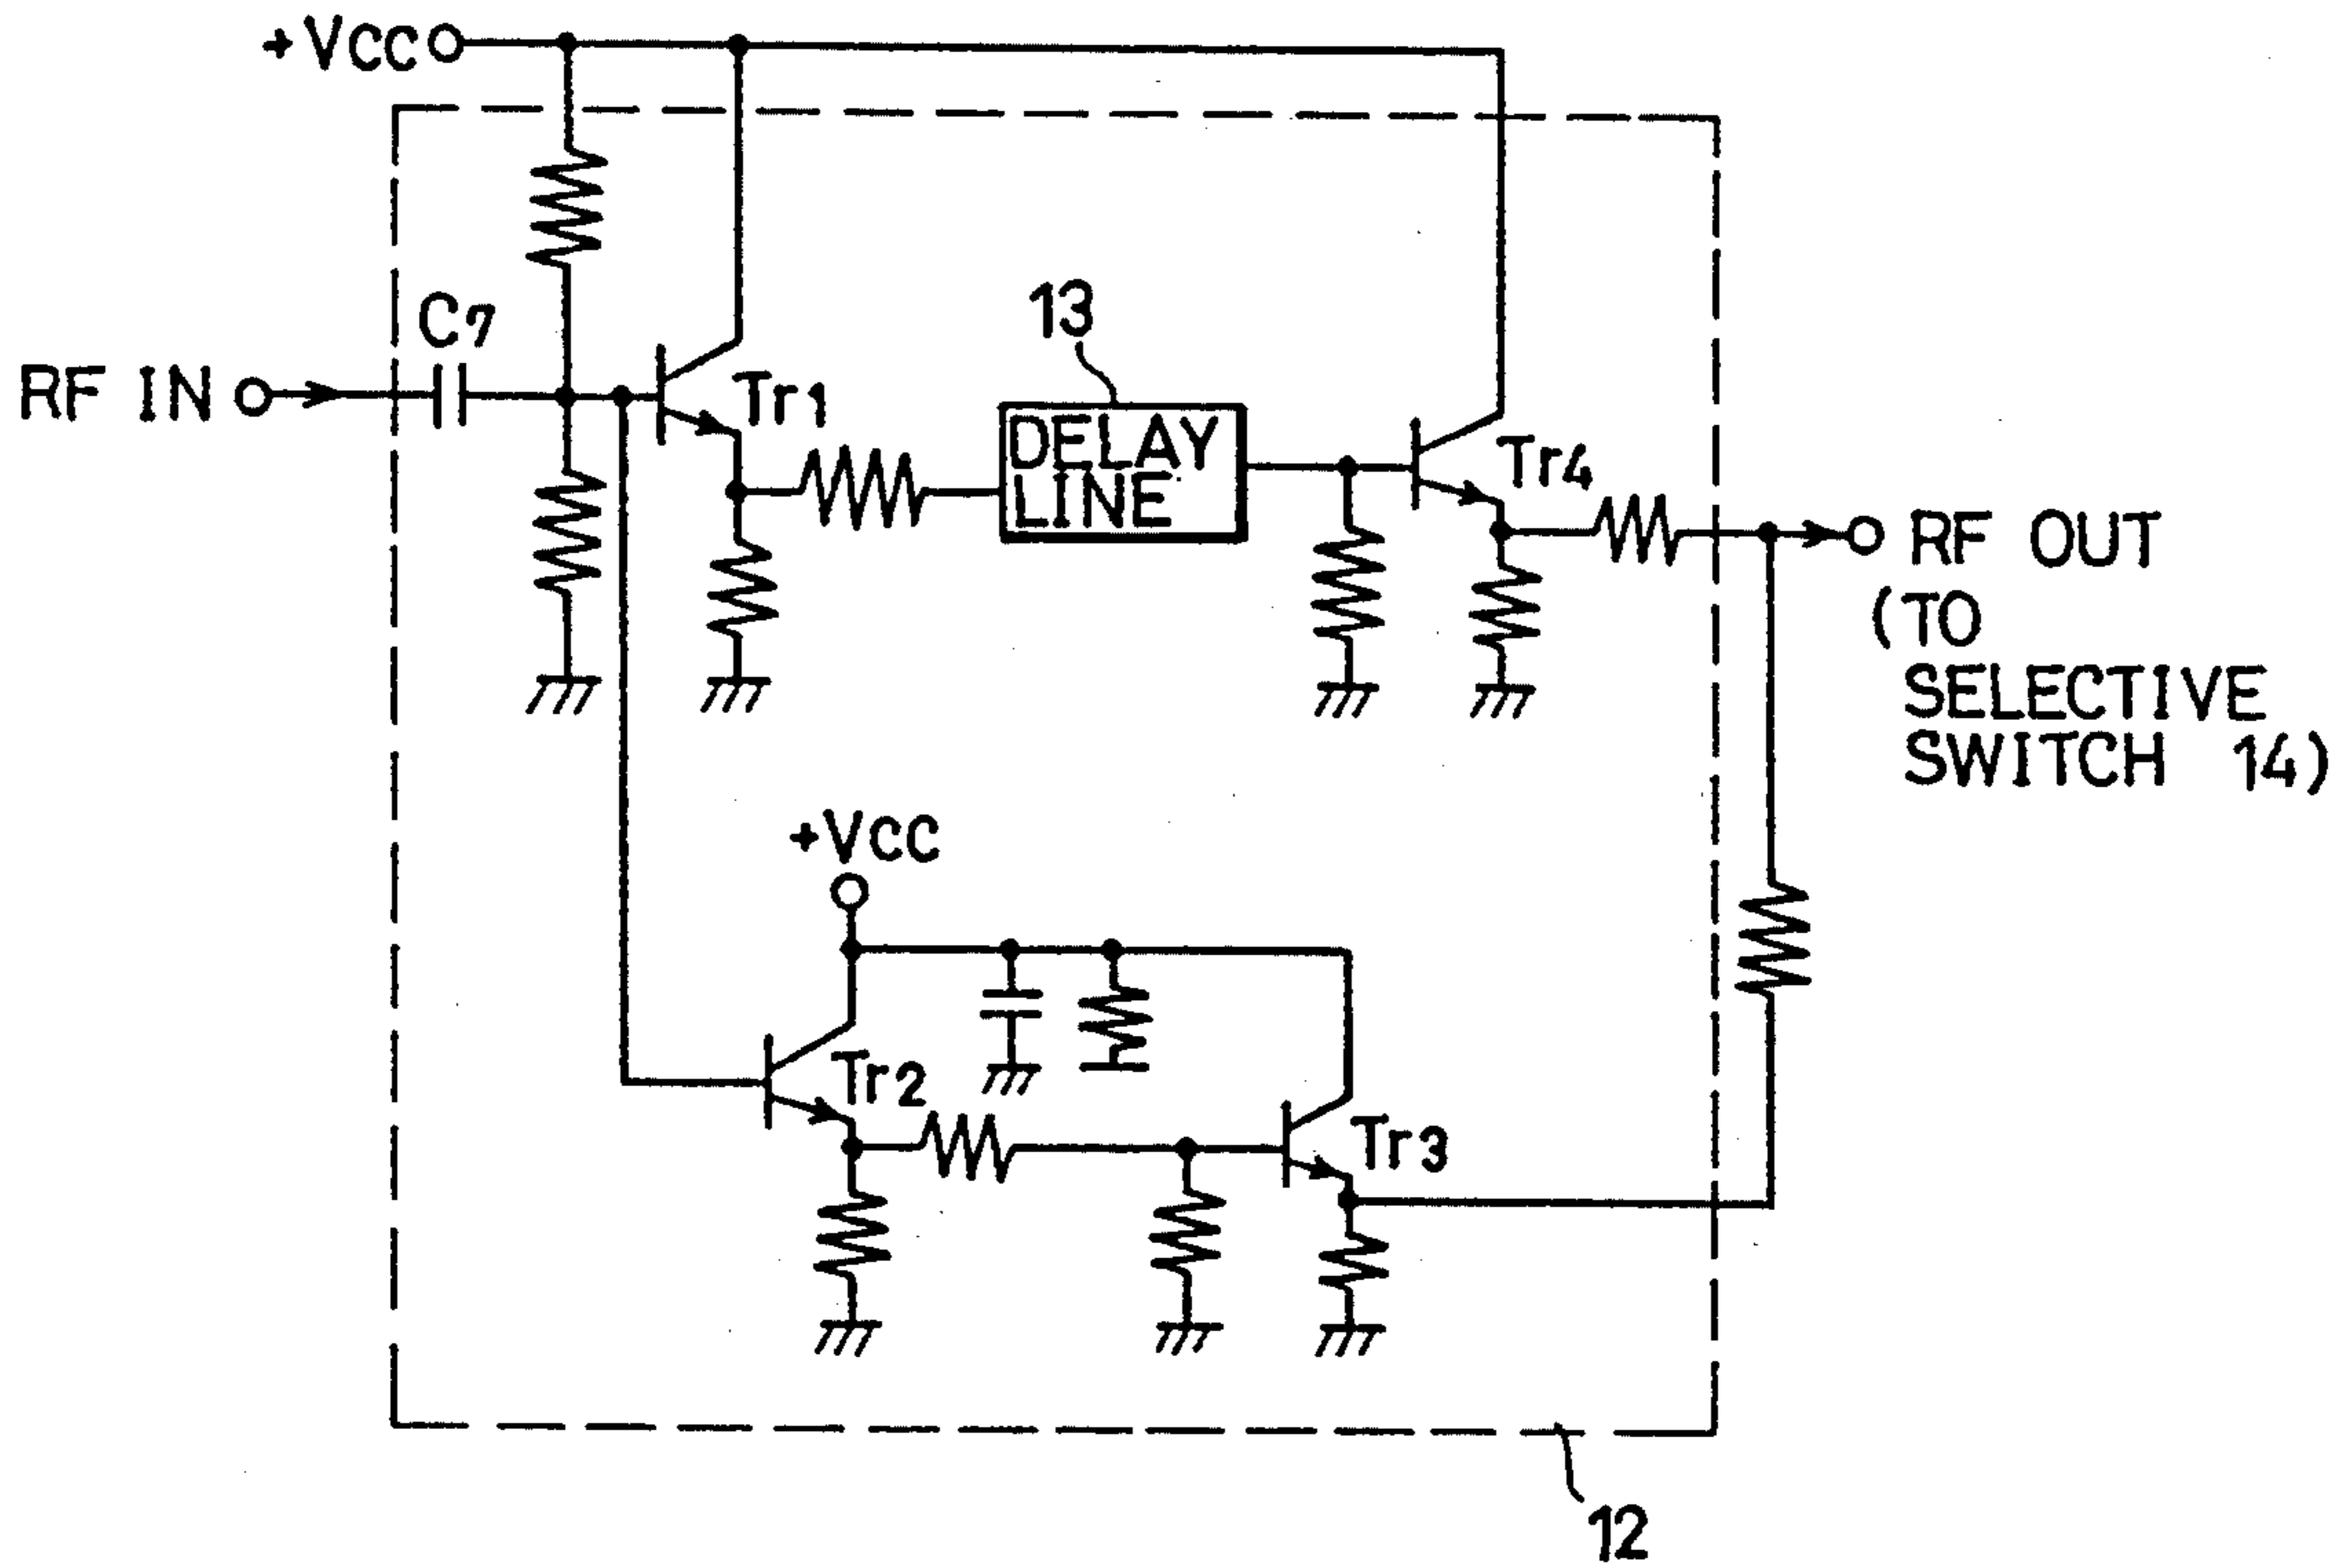 +VCC
C7
RF IN
Tr1
13
DELAY
LINE
Tr4
RF OUT
(TO
SELECTIVE
SWITCH 14)
+VCC
Tr2
Tr3
12